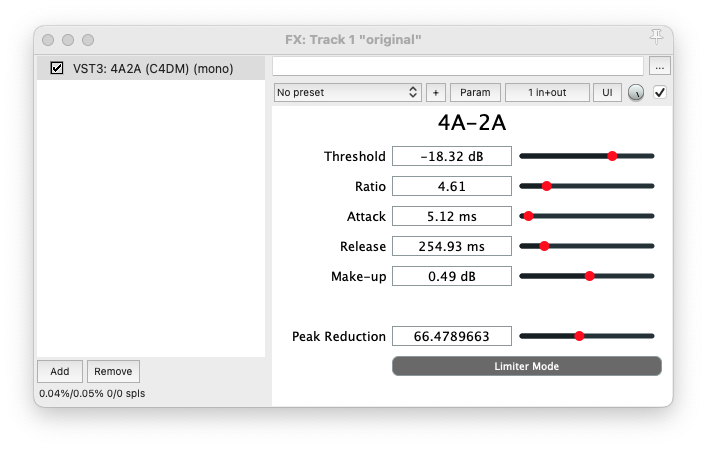 FX: Track 1 "original"
VST3: 4A2A (C4DM) (mono)
...
No preset + Param 1 in+out UI
4A-2A
Threshold -18.32 dB
Ratio 4.61
Attack 5.12 ms
Release 254.93 ms
Make-up 0.49 dB
Peak Reduction 66.4789663
Limiter Mode
Add Remove
0.04%/0.05% 0/0 spls